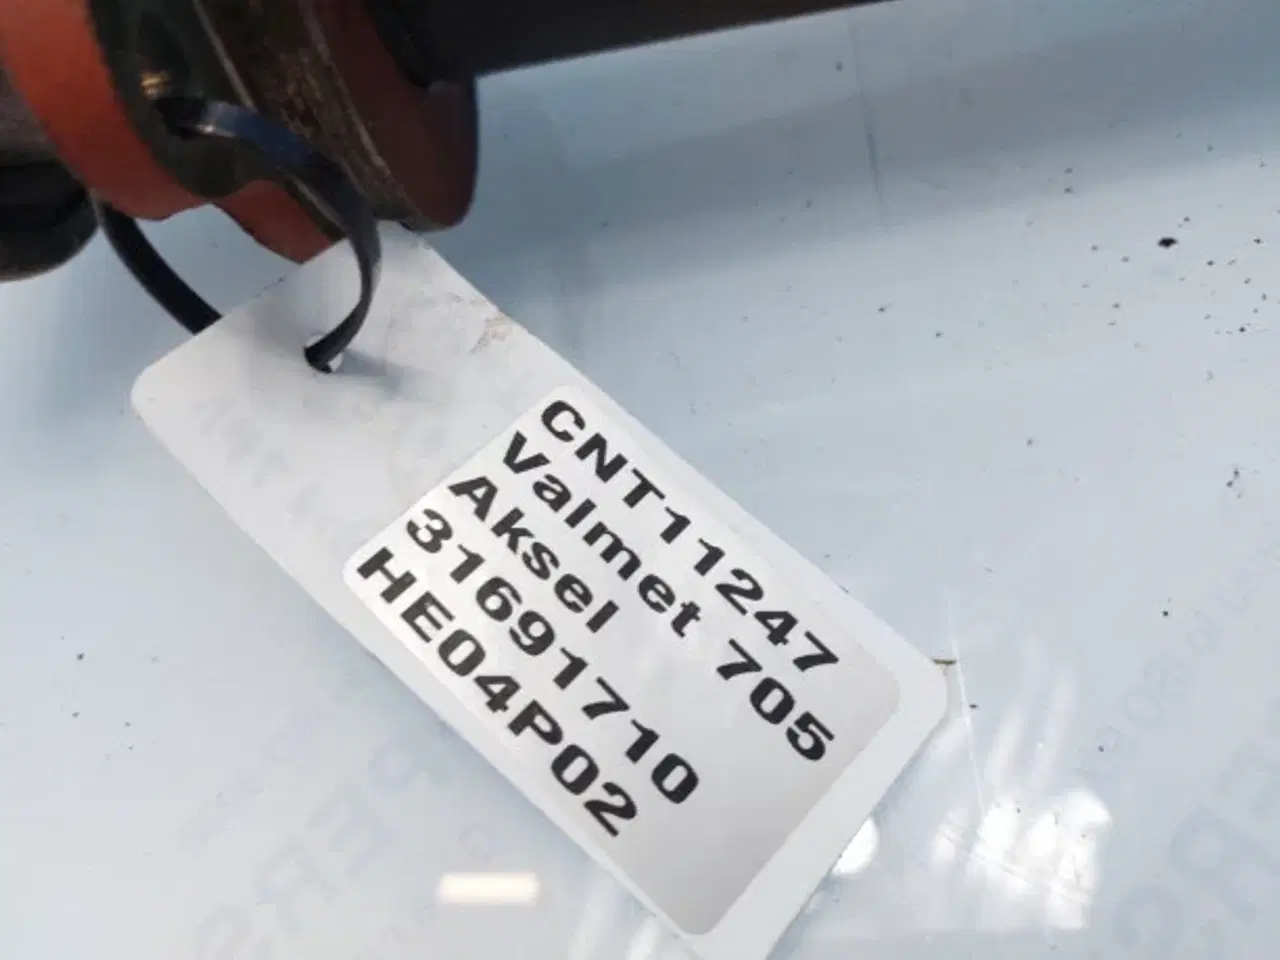 CNT11247
Valmet 705
Aksel
31691710
HE04P02